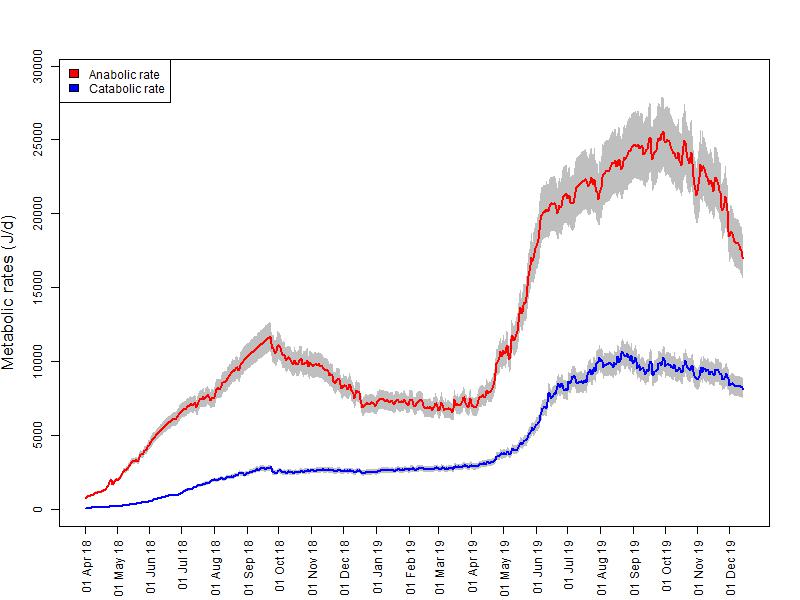 Anabolic rate
Catabolic rate
Metabolic rates (J/d)
30000
25000
20000
15000
10000
5000
0
01 Apr 18
01 May 18
01 Jun 18
01 Jul 18
01 Aug 18
01 Sep 18
01 Oct 18
01 Nov 18
01 Dec 18
01 Jan 19
01 Feb 19
01 Mar 19
01 Apr 19
01 May 19
01 Jun 19
01 Jul 19
01 Aug 19
01 Sep 19
01 Oct 19
01 Nov 19
01 Dec 19